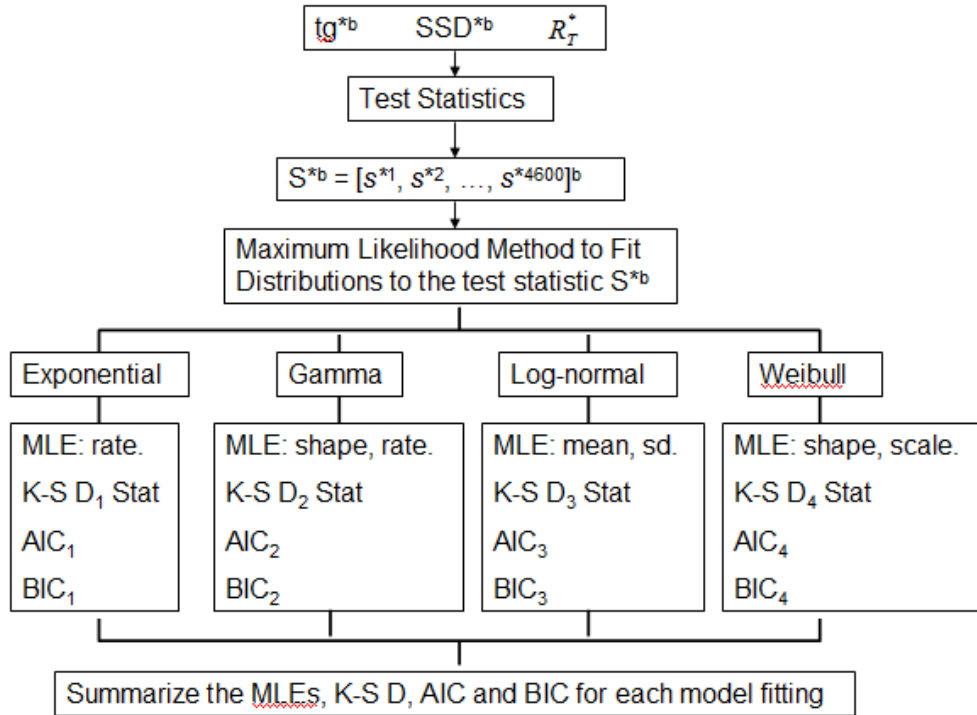 tg*ᵇ SSD*ᵇ R*_T
Test Statistics
S*ᵇ = [s*¹, s*², …, s*⁴⁶⁰⁰]ᵇ
Maximum Likelihood Method to Fit
Distributions to the test statistic S*ᵇ
Exponential Gamma Log-normal Weibull
MLE: rate.
K-S D₁ Stat
AIC₁
BIC₁
MLE: shape, rate.
K-S D₂ Stat
AIC₂
BIC₂
MLE: mean, sd.
K-S D₃ Stat
AIC₃
BIC₃
MLE: shape, scale.
K-S D₄ Stat
AIC₄
BIC₄
Summarize the MLEs, K-S D, AIC and BIC for each model fitting